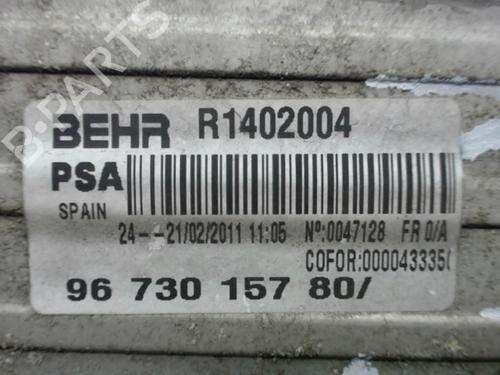 BEHR R1402004
PSA
SPAIN
24--21/02/2011 11:05 Nº:0047128 FR 0/A
COFOR:0000433350
96 730 157 80/
B-PARTS